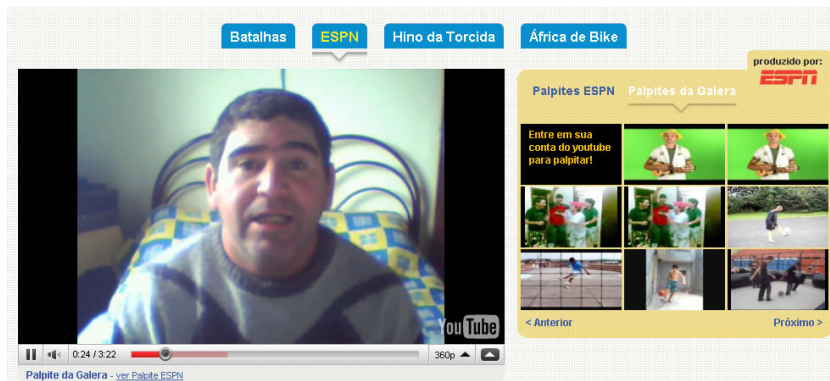 Batalhas
ESPN
Hino da Torcida
África de Bike
produzido por:
ESPN
Palpites ESPN
Palpites da Galera
Entre em sua
conta do youtube
para palpitar!
YouTube
0:24 / 3:22
360p
< Anterior
Próximo >
Palpite da Galera - ver Palpite ESPN